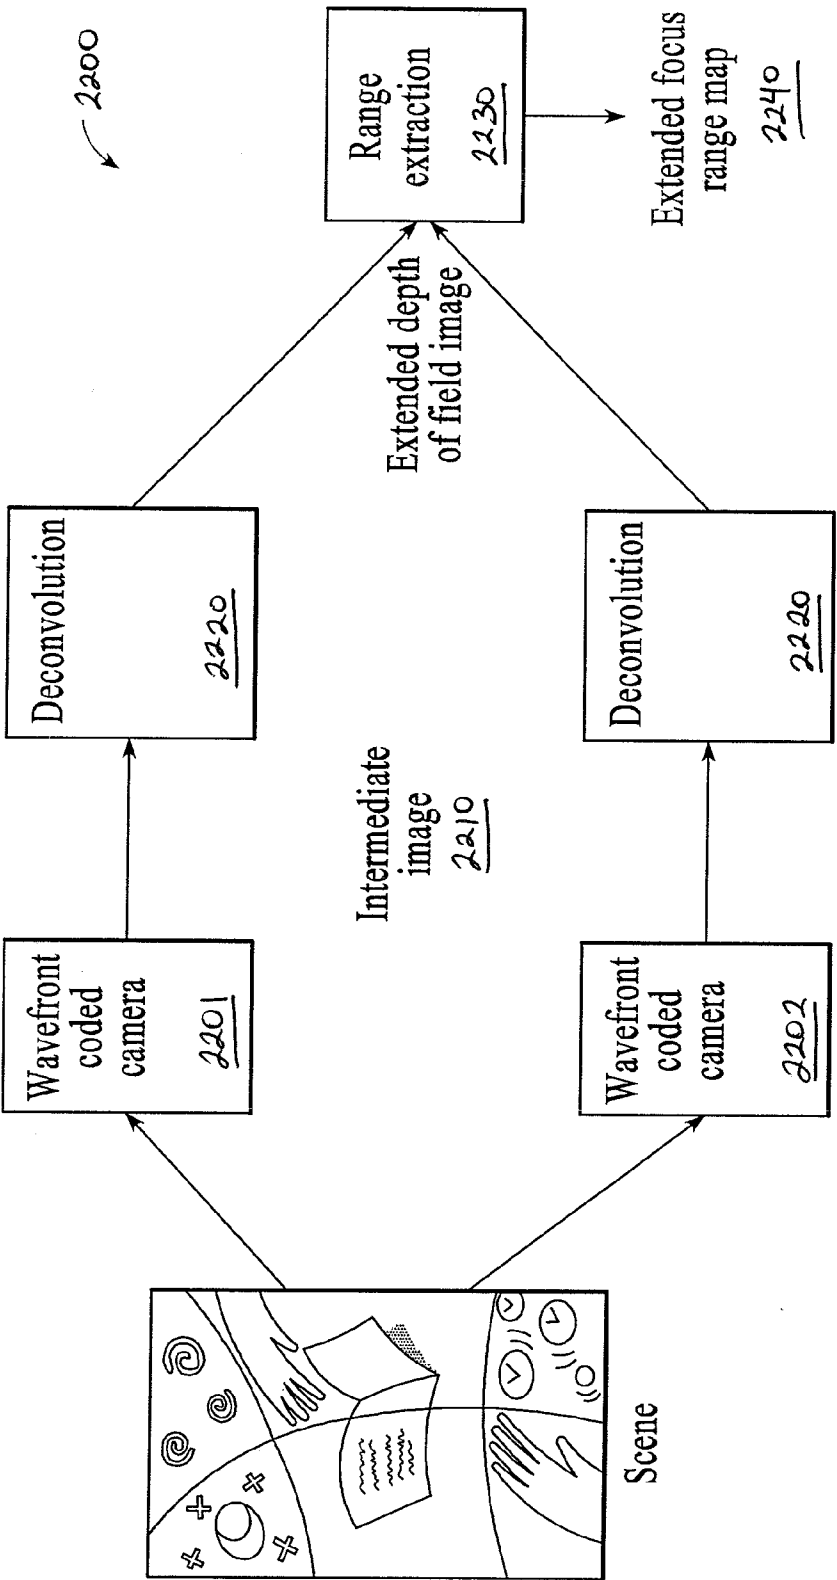 2200
Wavefront
coded
camera
2201
Deconvolution
2220
Range
extraction
2230
Intermediate
image
2210
Extended depth
of field image
Extended focus
range map
2240
Scene
Wavefront
coded
camera
2202
Deconvolution
2220